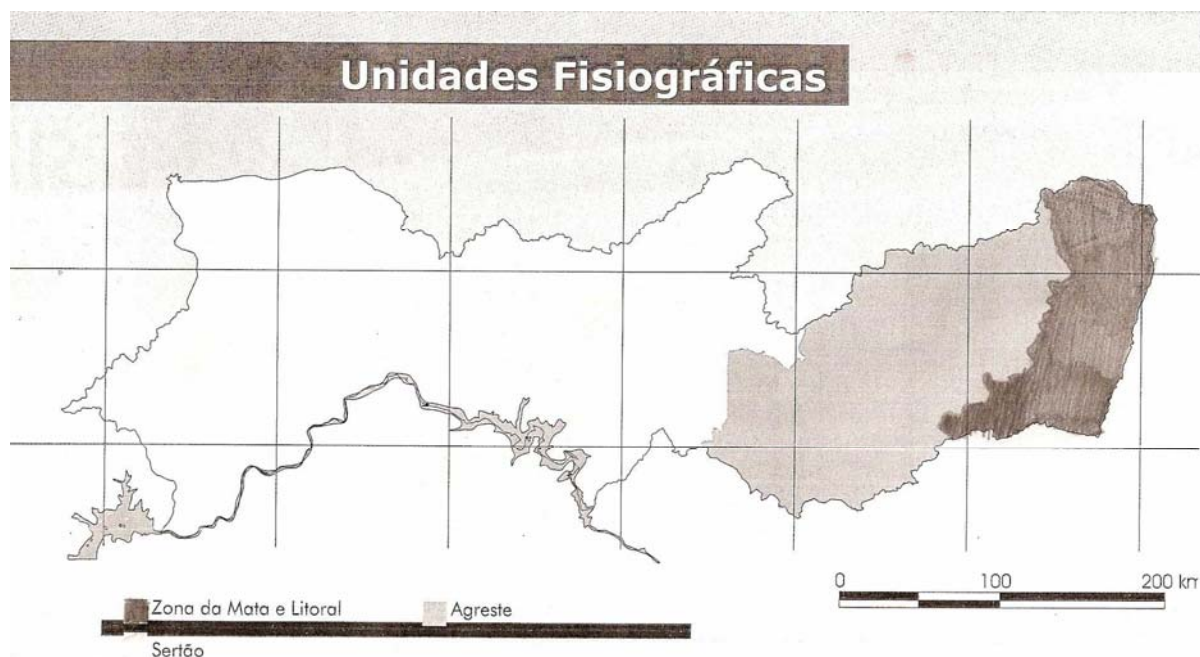 Unidades Fisiográficas
0 100 200 km
Zona da Mata e Litoral Agreste
Sertão